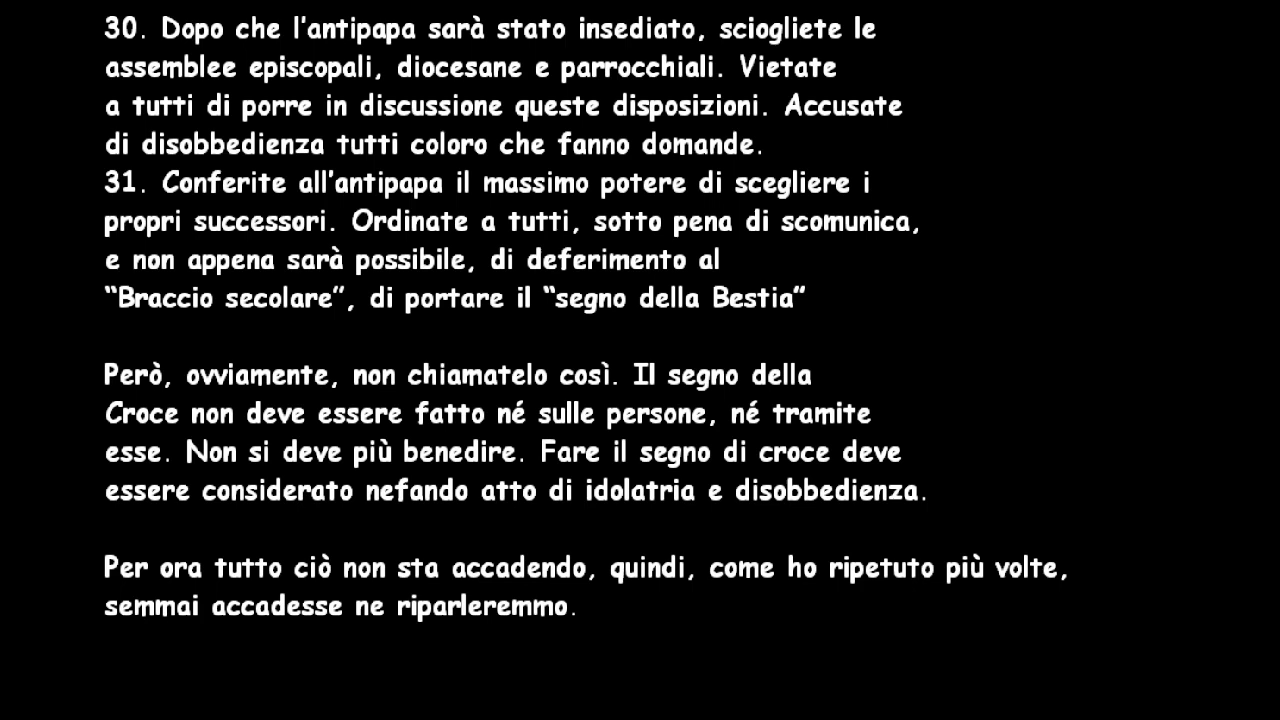 30. Dopo che l'antipapa sarà stato insediato, sciogliete le
assemblee episcopali, diocesane e parrocchiali. Vietate
a tutti di porre in discussione queste disposizioni. Accusate
di disobbedienza tutti coloro che fanno domande.
31. Conferite all'antipapa il massimo potere di scegliere i
propri successori. Ordinate a tutti, sotto pena di scomunica,
e non appena sarà possibile, di deferimento al
“Braccio secolare”, di portare il “segno della Bestia”
Però, ovviamente, non chiamatelo così. Il segno della
Croce non deve essere fatto né sulle persone, né tramite
esse. Non si deve più benedire. Fare il segno di croce deve
essere considerato nefando atto di idolatria e disobbedienza.
Per ora tutto ciò non sta accadendo, quindi, come ho ripetuto più volte,
semmai accadesse ne riparleremmo.